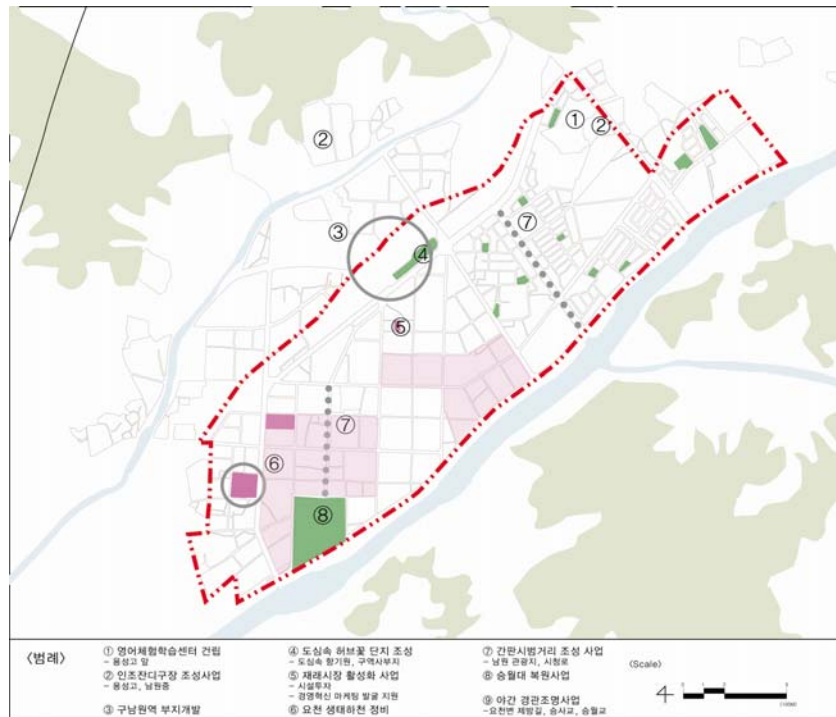 ②
① ②
③
⑦
④
⑤
⑦
⑥
⑧
〈범례〉
① 영어체험학습센터 건립
- 용성고 앞
② 인조잔디구장 조성사업
- 용성고, 남원중
③ 구남원역 부지개발
④ 도심속 허브꽃 단지 조성
- 도심속 향기원, 구역사부지
⑤ 재래시장 활성화 사업
- 시설투자
- 경영혁신 마케팅 발굴 지원
⑥ 요천 생태하천 정비
⑦ 간판시범거리 조성 사업
- 남원 관광지, 시청로
⑧ 승월대 복원사업
⑨ 야간 경관조명사업
-요천변 제방길, 승사교, 승월교
(Scale)